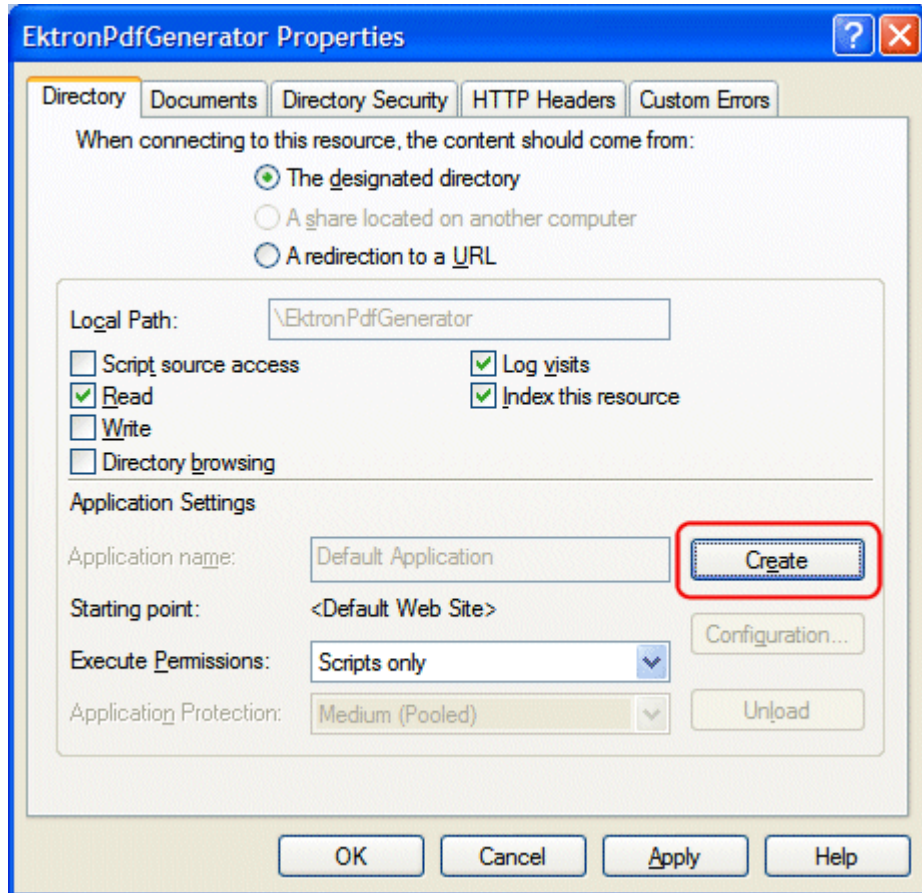 EktronPdfGenerator Properties
?
Directory Documents Directory Security HTTP Headers Custom Errors
When connecting to this resource, the content should come from:
The designated directory
A share located on another computer
A redirection to a URL
Local Path: \EktronPdfGenerator
Script source access Log visits
Read Index this resource
Write
Directory browsing
Application Settings
Application name: Default Application Create
Starting point: <Default Web Site>
Configuration...
Execute Permissions: Scripts only
Application Protection: Medium (Pooled) Unload
OK Cancel Apply Help